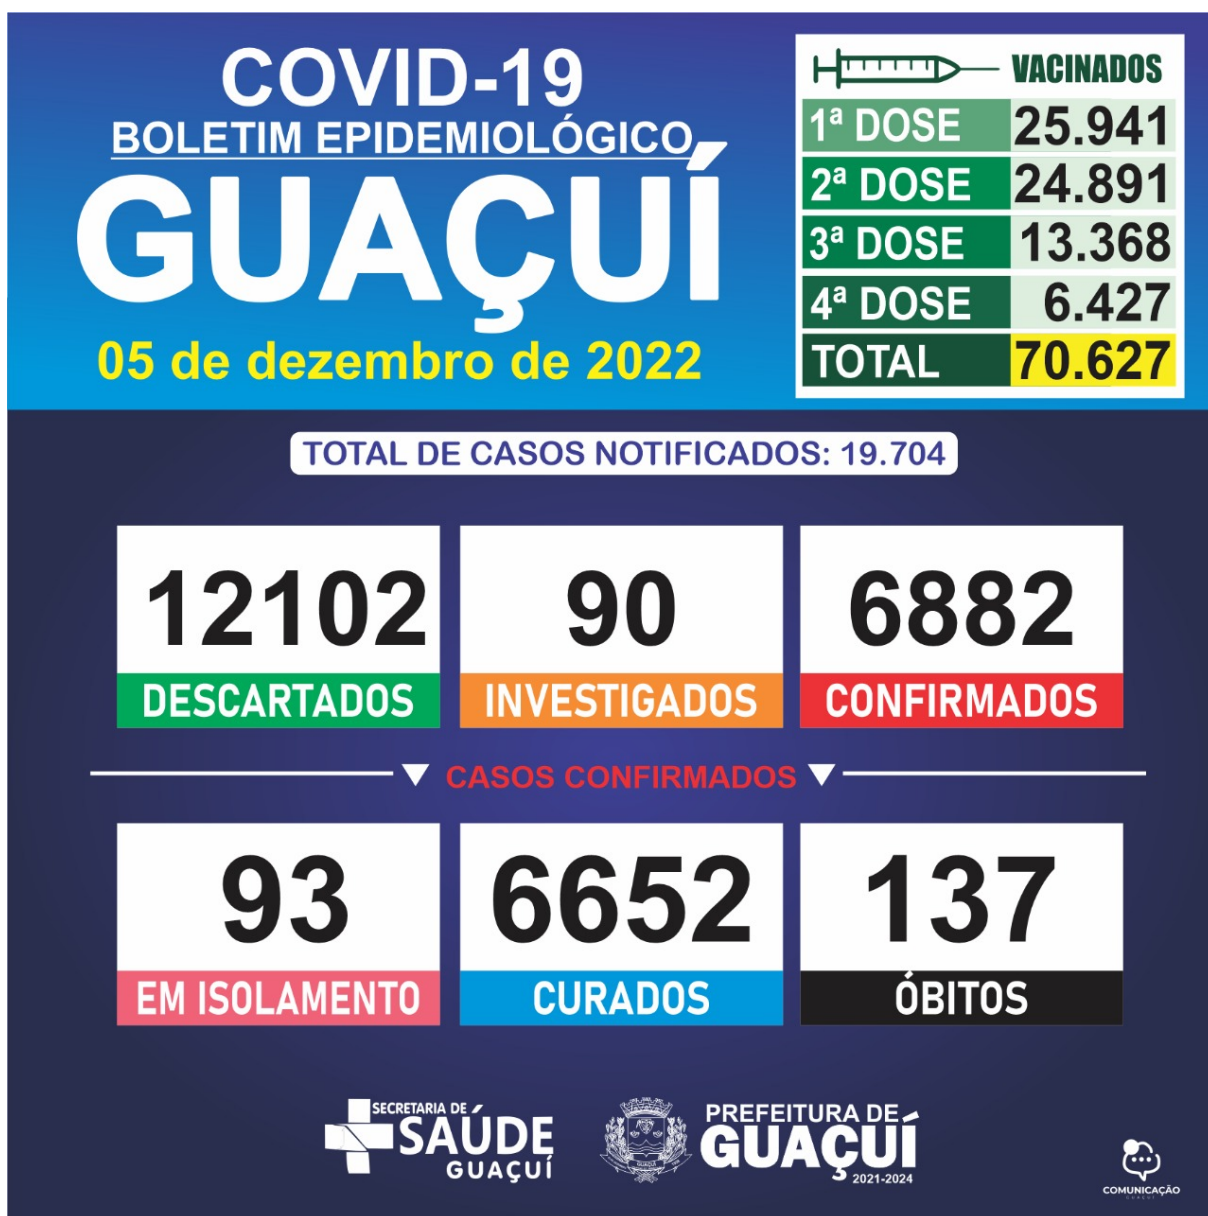 COVID-19
BOLETIM EPIDEMIOLÓGICO
GUAÇUÍ
05 de dezembro de 2022
VACINADOS
1ª DOSE 25.941
2ª DOSE 24.891
3ª DOSE 13.368
4ª DOSE 6.427
TOTAL 70.627
TOTAL DE CASOS NOTIFICADOS: 19.704
12102
DESCARTADOS
90
INVESTIGADOS
6882
CONFIRMADOS
CASOS CONFIRMADOS
93
EM ISOLAMENTO
6652
CURADOS
137
ÓBITOS
SECRETARIA DE
SAÚDE
GUAÇUÍ
PREFEITURA DE
GUAÇUÍ
2021-2024
COMUNICAÇÃO
GUAÇUÍ